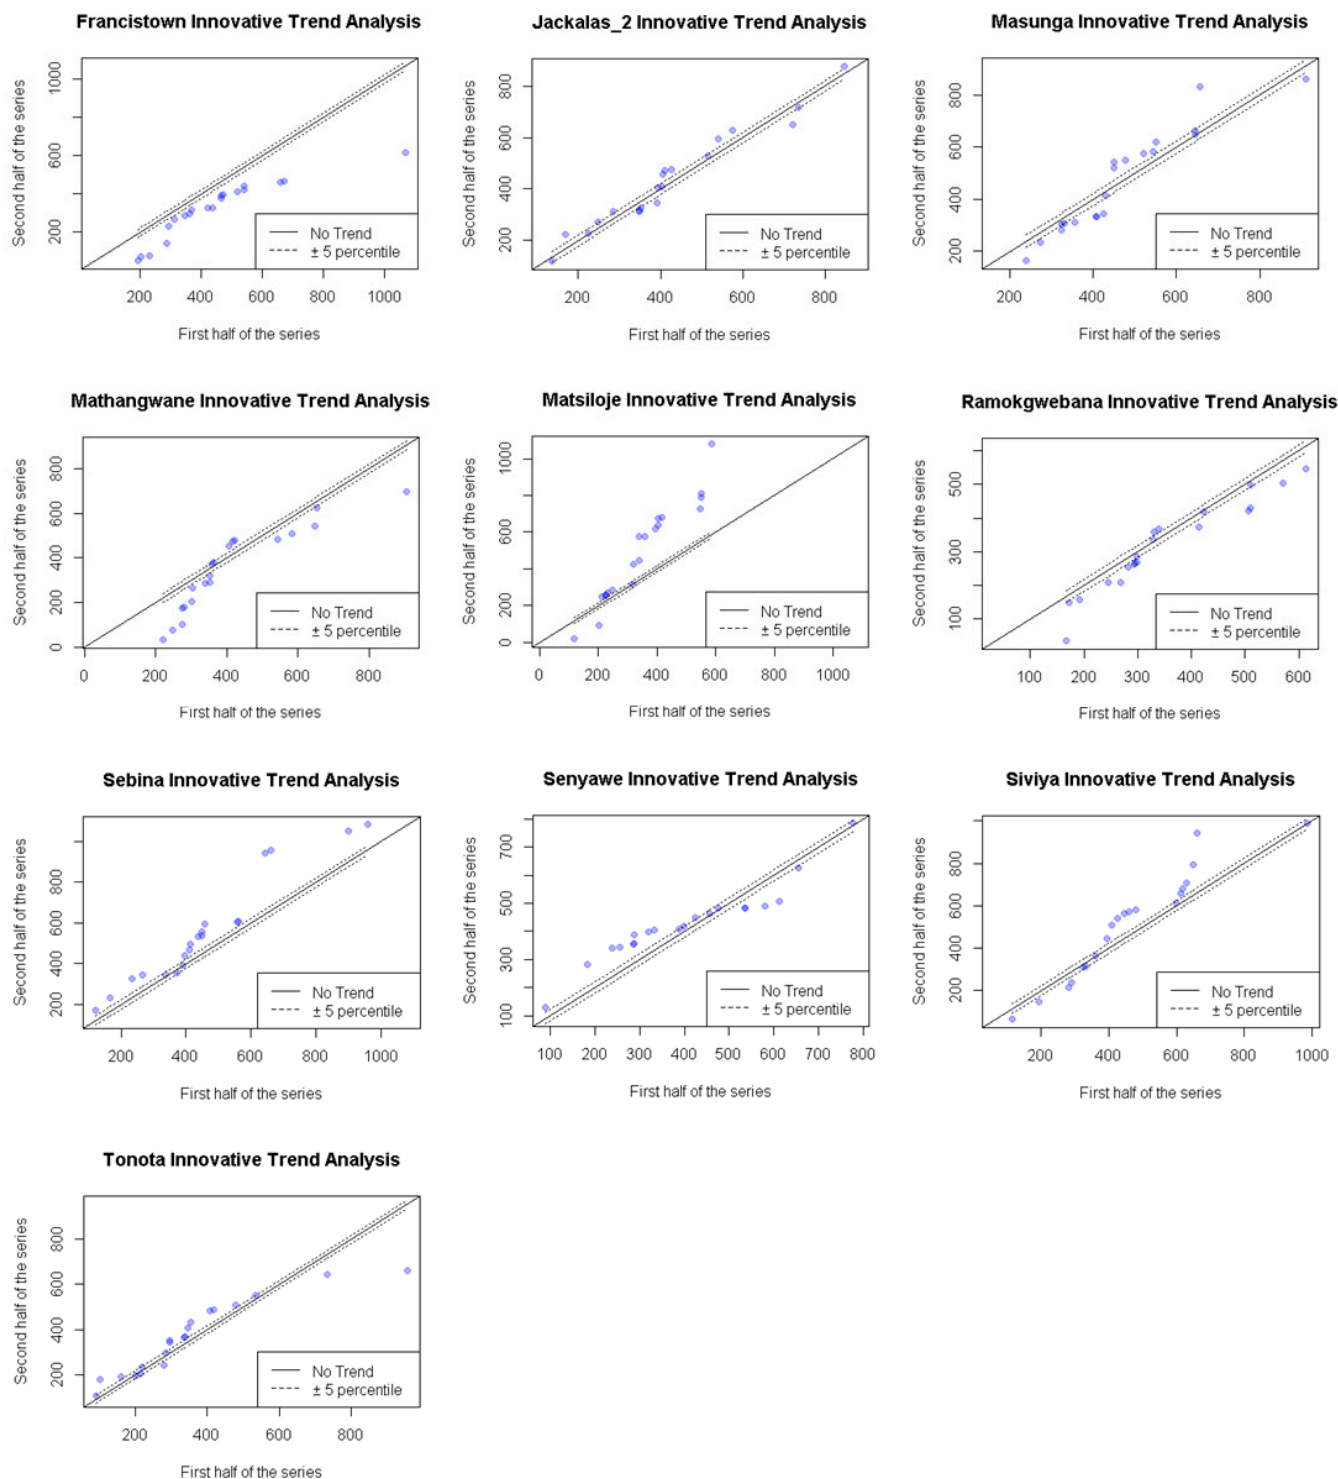 Francistown Innovative Trend Analysis
Second half of the series
200 600 1000
No Trend
± 5 percentile
200 400 600 800 1000
First half of the series
Jackalas_2 Innovative Trend Analysis
Second half of the series
200 400 600 800
No Trend
± 5 percentile
200 400 600 800
First half of the series
Masunga Innovative Trend Analysis
Second half of the series
200 400 600 800
No Trend
± 5 percentile
200 400 600 800
First half of the series
Mathangwane Innovative Trend Analysis
Second half of the series
0 200 400 600 800
No Trend
± 5 percentile
0 200 400 600 800
First half of the series
Matsiloje Innovative Trend Analysis
Second half of the series
0 200 600 1000
No Trend
± 5 percentile
0 200 400 600 800 1000
First half of the series
Ramokgwebana Innovative Trend Analysis
Second half of the series
100 300 500
No Trend
± 5 percentile
100 200 300 400 500 600
First half of the series
Sebina Innovative Trend Analysis
Second half of the series
200 400 600 800
No Trend
± 5 percentile
200 400 600 800 1000
First half of the series
Senyawe Innovative Trend Analysis
Second half of the series
100 300 500 700
No Trend
± 5 percentile
100 200 300 400 500 600 700 800
First half of the series
Siviya Innovative Trend Analysis
Second half of the series
200 400 600 800
No Trend
± 5 percentile
200 400 600 800 1000
First half of the series
Tonota Innovative Trend Analysis
Second half of the series
200 400 600 800
No Trend
± 5 percentile
200 400 600 800
First half of the series